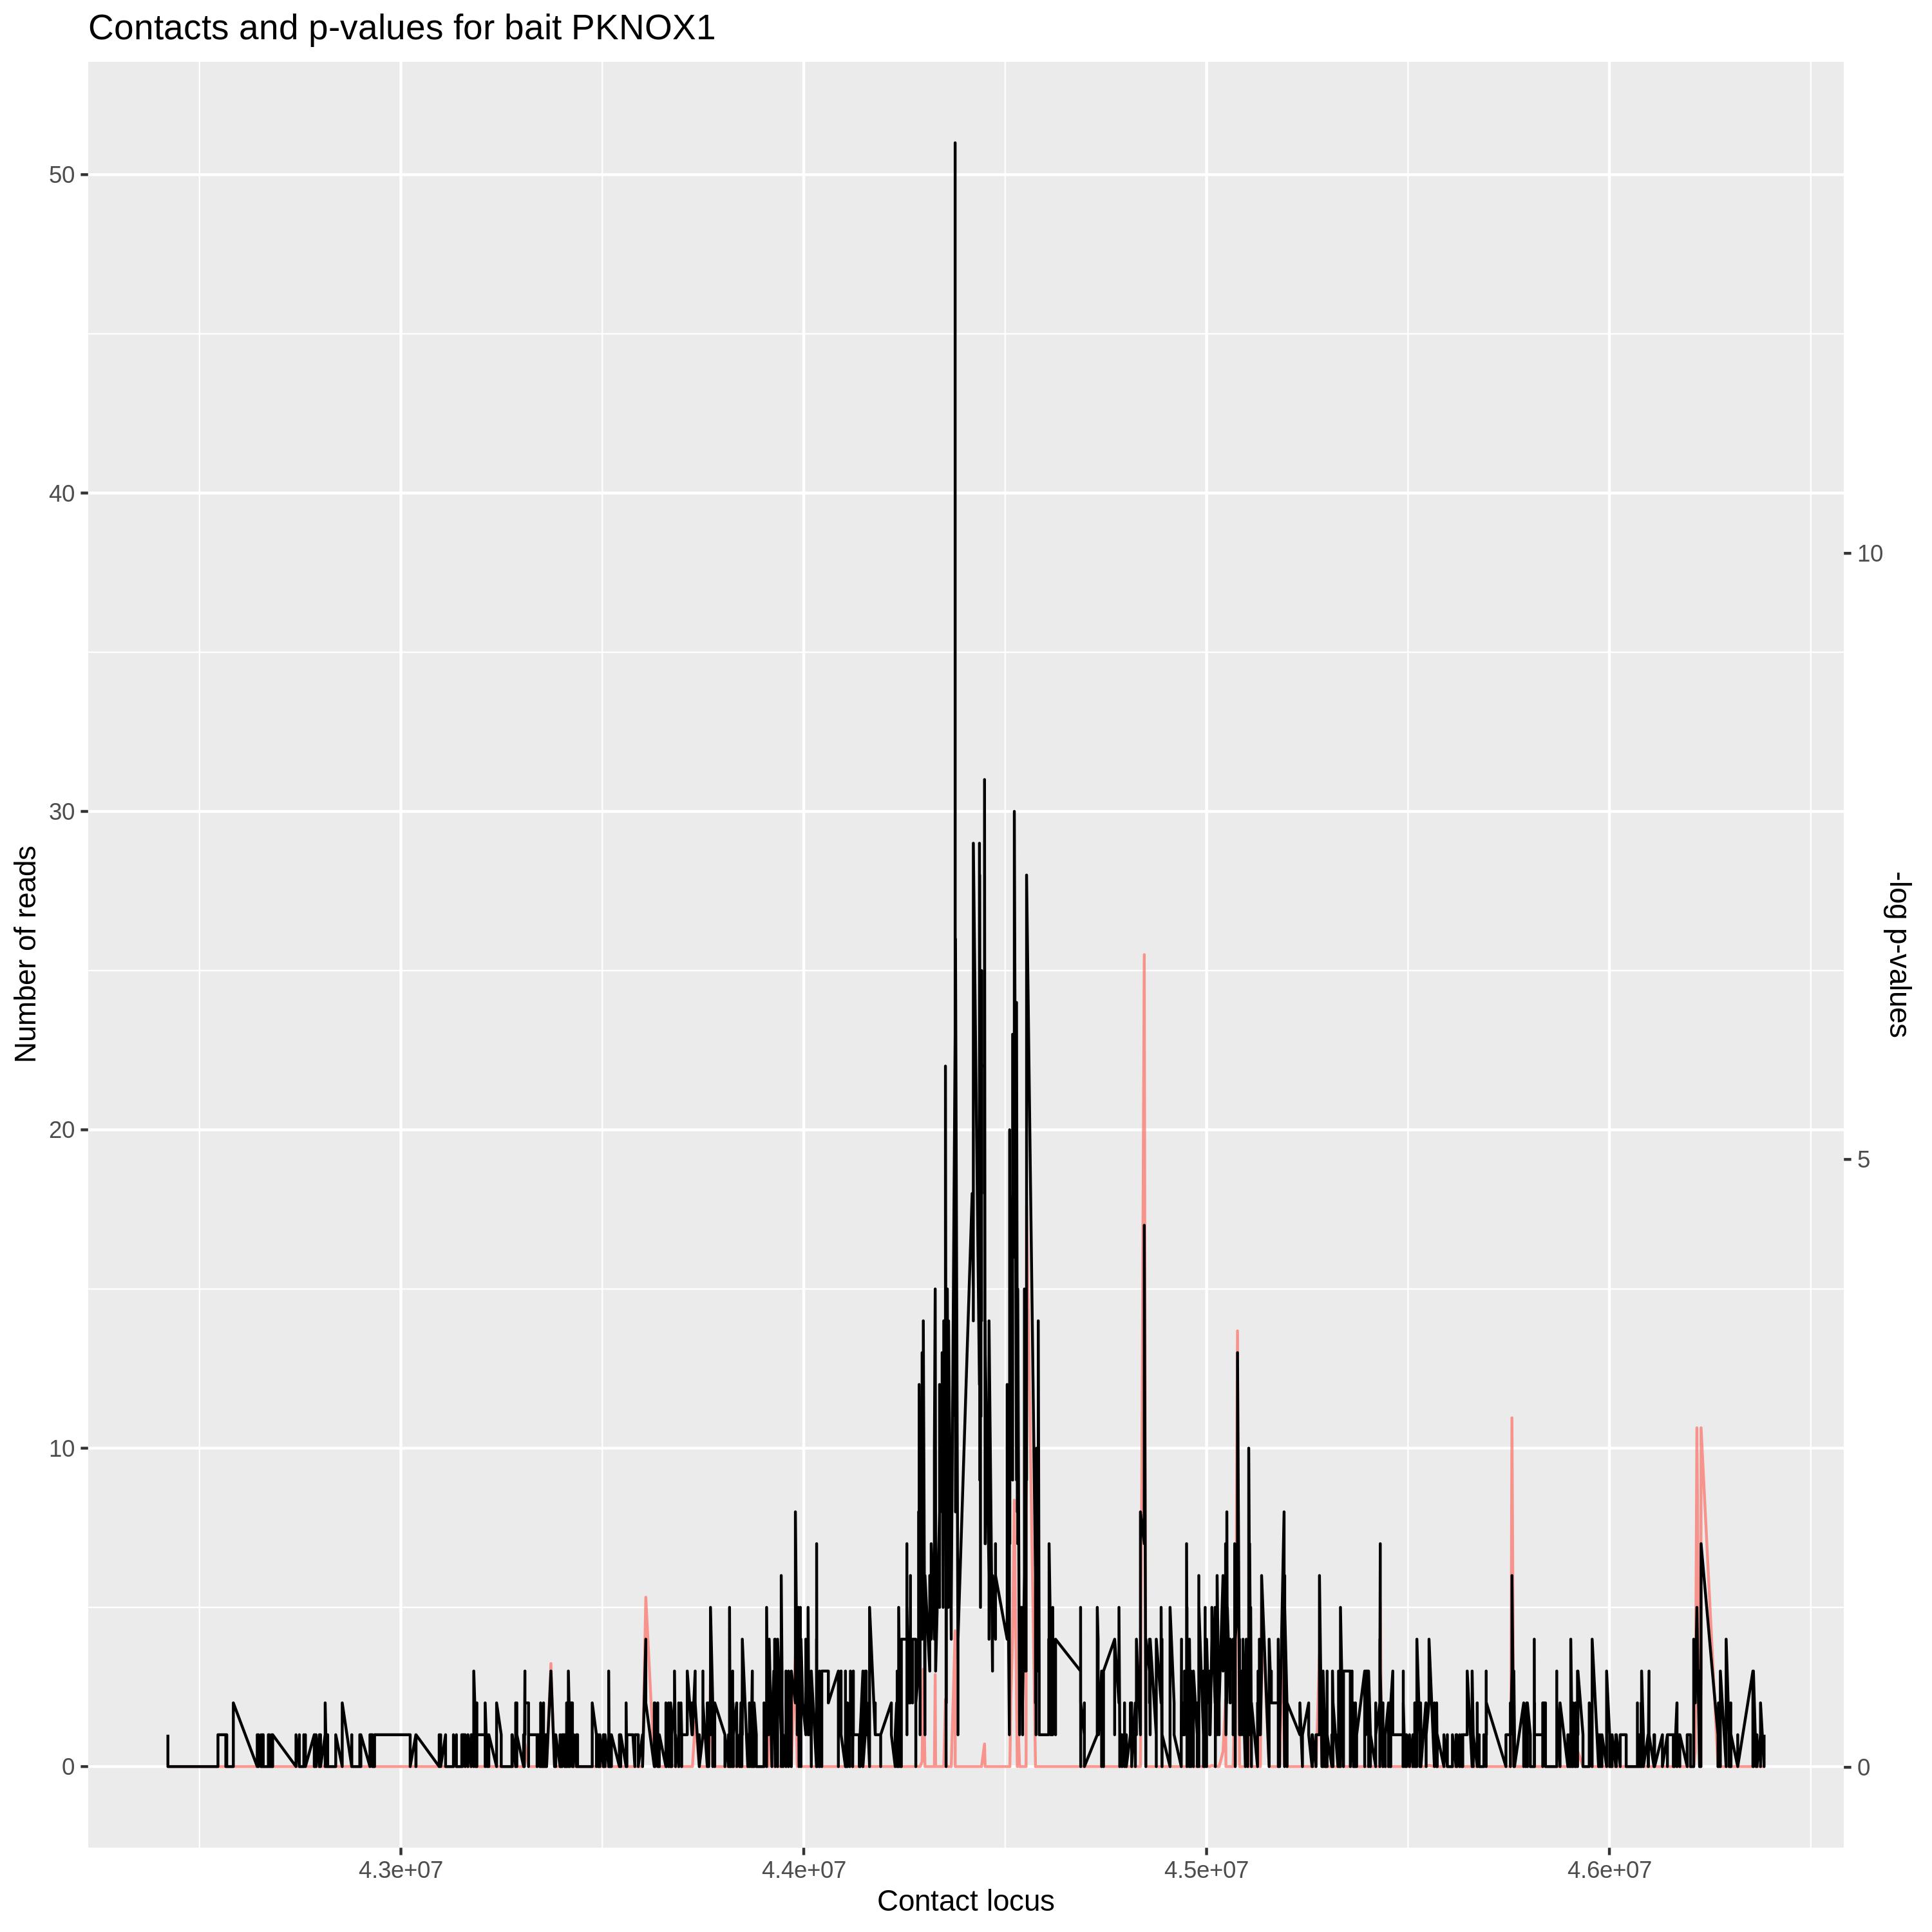 Contacts and p-values for bait PKNOX1
50
40
30
20
10
0
Number of reads
10
5
0
-log p-values
4.3e+07
4.4e+07
4.5e+07
4.6e+07
Contact locus